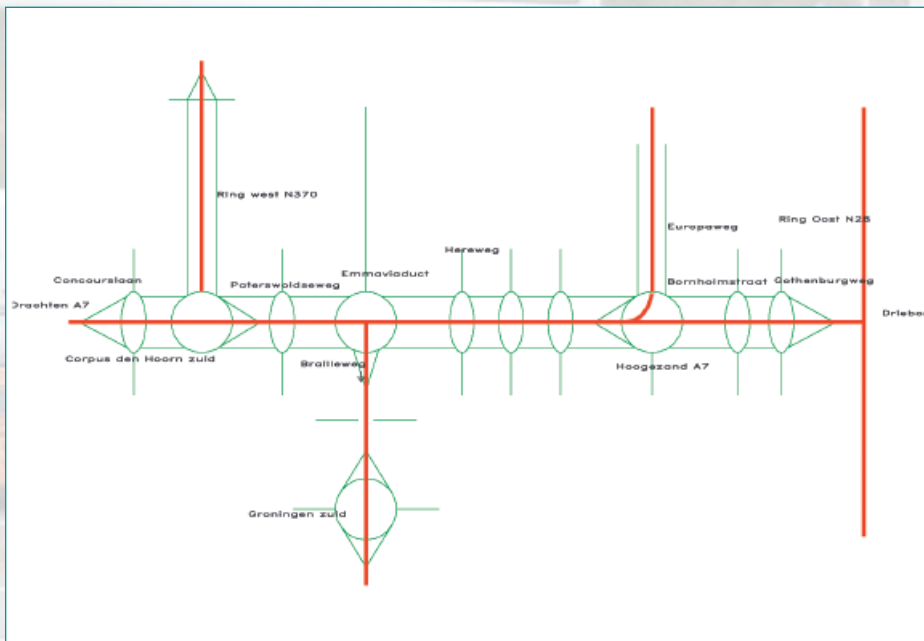 Ring west N370
Ring Oost N28
Europaweg
Hereweg
Emmaviaduct
Concourslaan
Paterswoldseweg
Bornholmstraat
Gothenburgweg
Drachten A7
Driebo
Corpus den Hoorn zuid
Brailleweg
Hoogezand A7
Groningen zuid